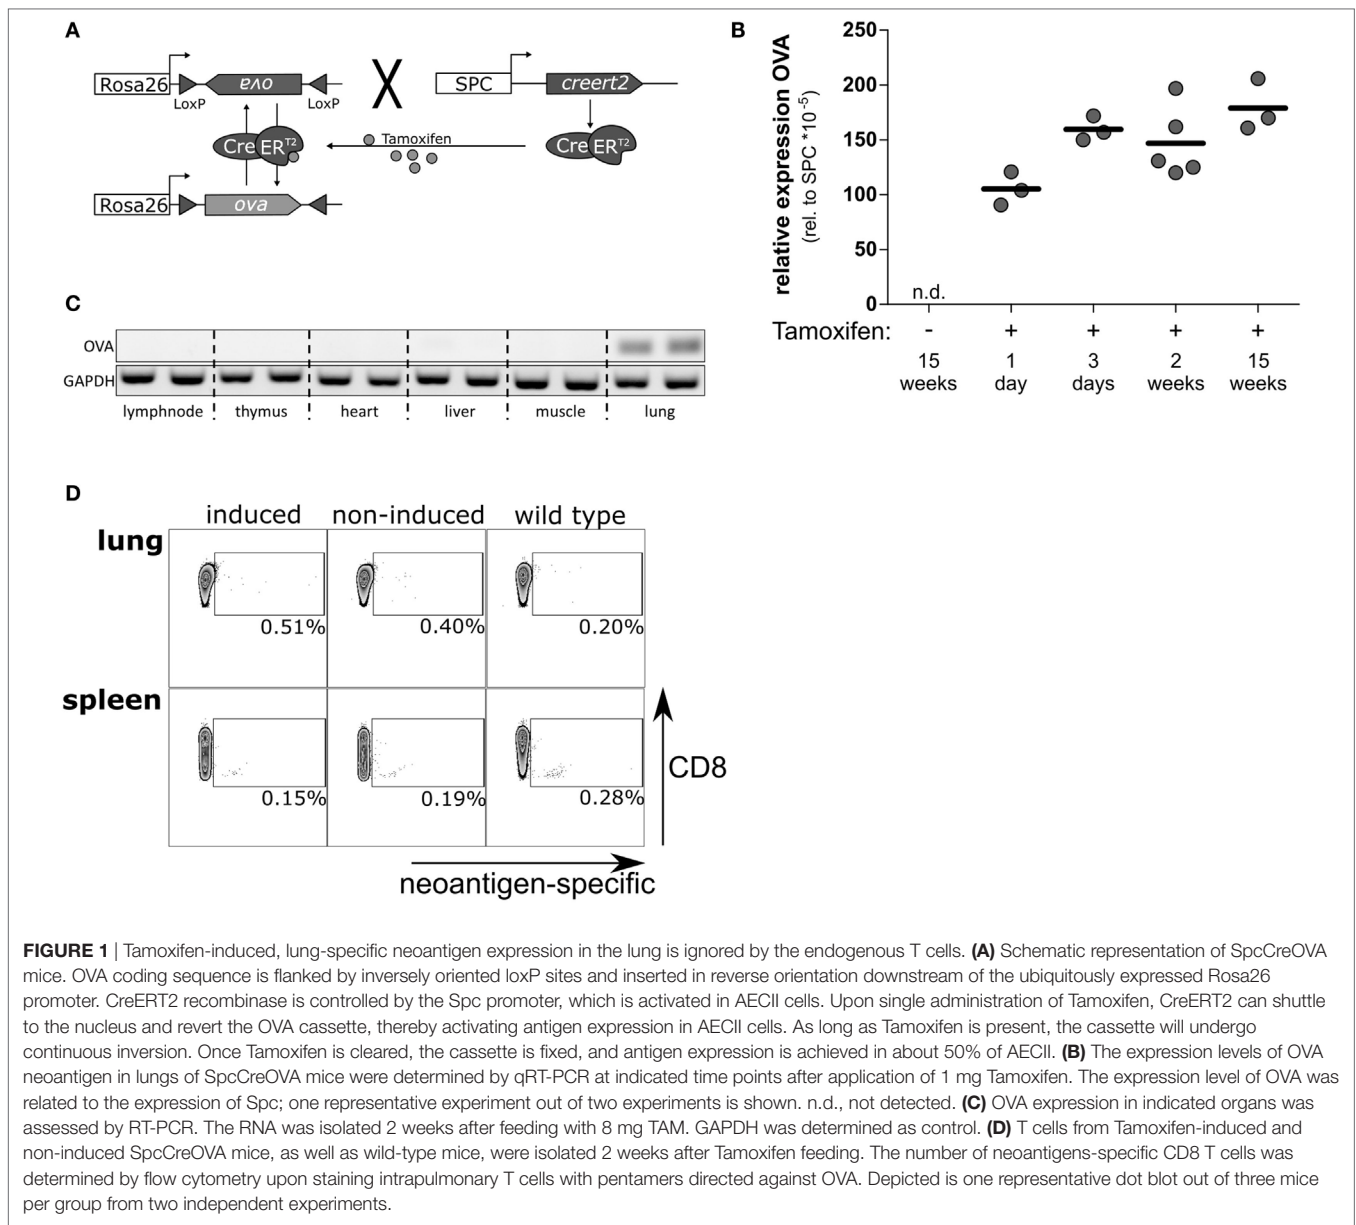 A
Rosa26
ova
LoxP
LoxP
SPC
creert2
Cre ER T2
Tamoxifen
Cre ER T2
Rosa26
ova
B
relative expression OVA
(rel. to SPC *10-5)
250
200
150
100
50
0
n.d.
Tamoxifen: - + + + +
15 weeks
1 day
3 days
2 weeks
15 weeks
C
OVA
GAPDH
lymphnode thymus heart liver muscle lung
D
induced non-induced wild type
lung
0.51% 0.40% 0.20%
spleen
0.15% 0.19% 0.28%
CD8
neoantigen-specific
FIGURE 1 | Tamoxifen-induced, lung-specific neoantigen expression in the lung is ignored by the endogenous T cells. (A) Schematic representation of SpcCreOVA
mice. OVA coding sequence is flanked by inversely oriented loxP sites and inserted in reverse orientation downstream of the ubiquitously expressed Rosa26
promoter. CreERT2 recombinase is controlled by the Spc promoter, which is activated in AECII cells. Upon single administration of Tamoxifen, CreERT2 can shuttle
to the nucleus and revert the OVA cassette, thereby activating antigen expression in AECII cells. As long as Tamoxifen is present, the cassette will undergo
continuous inversion. Once Tamoxifen is cleared, the cassette is fixed, and antigen expression is achieved in about 50% of AECII. (B) The expression levels of OVA
neoantigen in lungs of SpcCreOVA mice were determined by qRT-PCR at indicated time points after application of 1 mg Tamoxifen. The expression level of OVA was
related to the expression of Spc; one representative experiment out of two experiments is shown. n.d., not detected. (C) OVA expression in indicated organs was
assessed by RT-PCR. The RNA was isolated 2 weeks after feeding with 8 mg TAM. GAPDH was determined as control. (D) T cells from Tamoxifen-induced and
non-induced SpcCreOVA mice, as well as wild-type mice, were isolated 2 weeks after Tamoxifen feeding. The number of neoantigens-specific CD8 T cells was
determined by flow cytometry upon staining intrapulmonary T cells with pentamers directed against OVA. Depicted is one representative dot blot out of three mice
per group from two independent experiments.